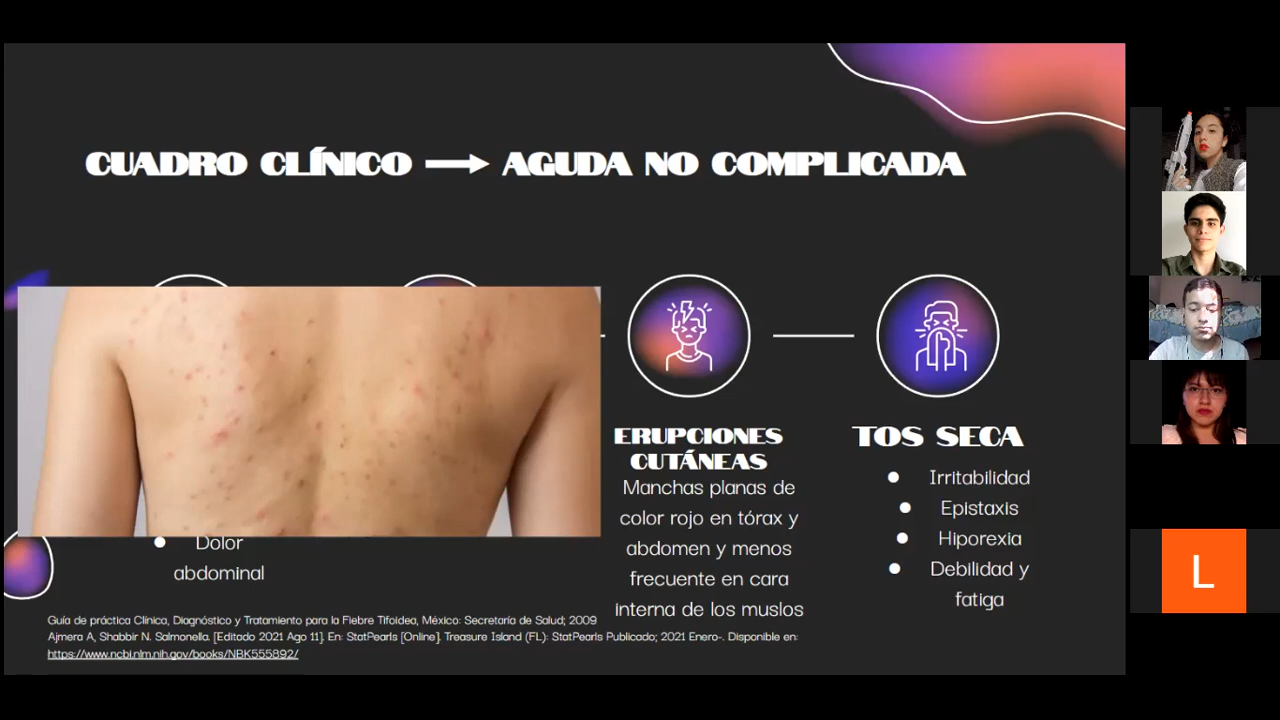 CUADRO CLÍNICO → AGUDA NO COMPLICADA
ERUPCIONES
CUTÁNEAS
Manchas planas de
color rojo en tórax y
abdomen y menos
frecuente en cara
interna de los muslos
TOS SECA
● Irritabilidad
● Epistaxis
● Hiporexia
● Debilidad y
fatiga
● Dolor
abdominal
Guía de práctica Clínica, Diagnóstico y Tratamiento para la Fiebre Tifoidea, México: Secretaría de Salud; 2009
Ajmera A, Shabbir N. Salmonella. [Editado 2021 Ago 11]. En: StatPearls [Online]. Treasure Island (FL): StatPearls Publicado; 2021 Enero-. Disponible en:
https://www.ncbi.nlm.nih.gov/books/NBK555892/
L